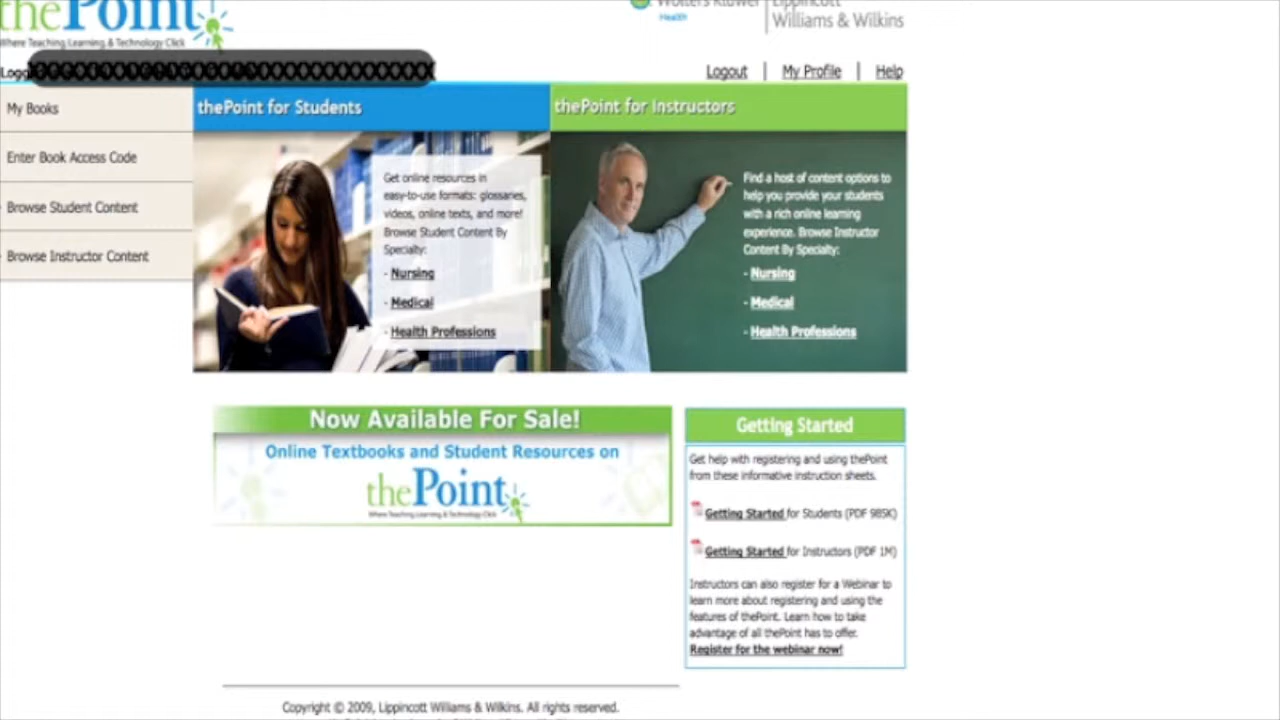 thePoint
Where Teaching, Learning, & Technology Click
Wolters Kluwer
Health
Lippincott
Williams & Wilkins
Logout | My Profile | Help
My Books
Enter Book Access Code
Browse Student Content
Browse Instructor Content
thePoint for Students
Get online resources in
easy-to-use formats: glossaries,
videos, online texts, and more!
Browse Student Content By
Specialty:
- Nursing
- Medical
- Health Professions
thePoint for Instructors
Find a host of content options to
help you provide your students
with a rich online learning
experience. Browse Instructor
Content By Specialty:
- Nursing
- Medical
- Health Professions
Now Available For Sale!
Online Textbooks and Student Resources on
thePoint
Where Teaching, Learning, & Technology Click
Getting Started
Get help with registering and using thePoint
from these informative instruction sheets.
Getting Started for Students (PDF 985K)
Getting Started for Instructors (PDF 1M)
Instructors can also register for a Webinar to
learn more about registering and using the
features of thePoint. Learn how to take
advantage of all thePoint has to offer.
Register for the webinar now!
Copyright © 2009, Lippincott Williams & Wilkins. All rights reserved.